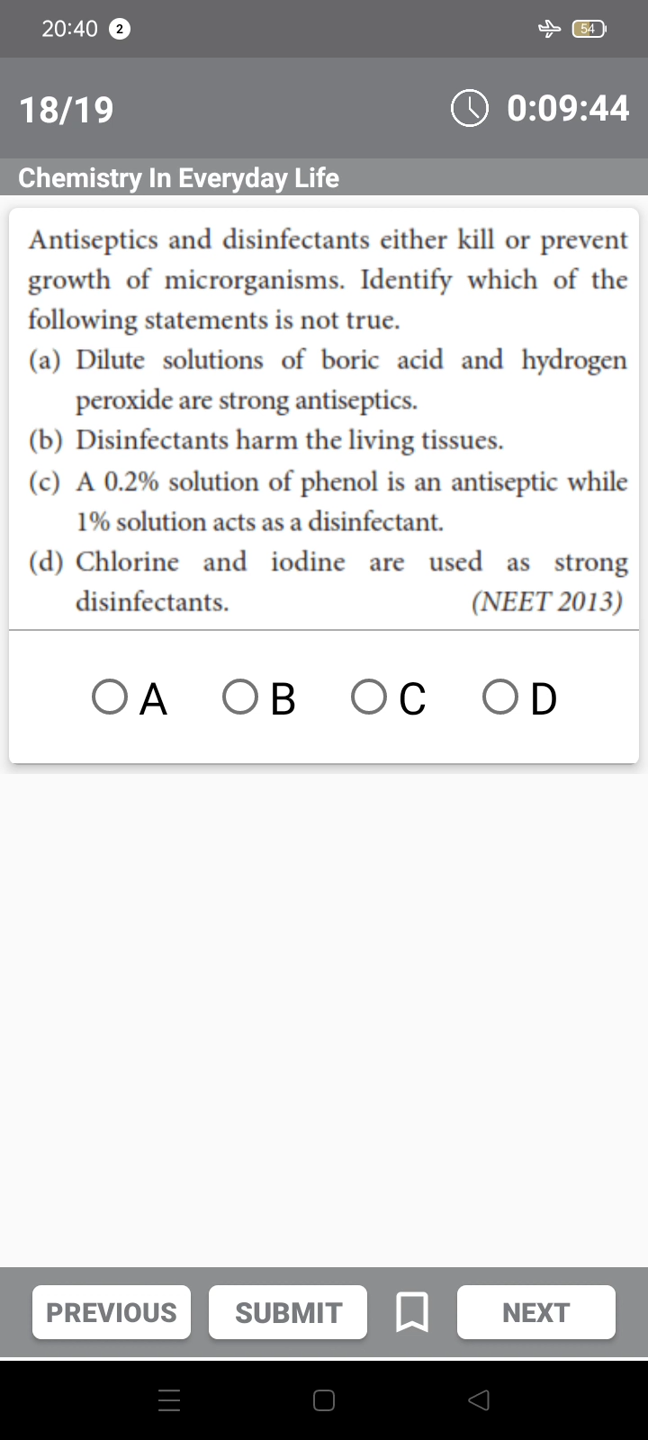 20:40 2 54
18/19 0:09:44
Chemistry In Everyday Life
Antiseptics and disinfectants either kill or prevent
growth of microrganisms. Identify which of the
following statements is not true.
(a) Dilute solutions of boric acid and hydrogen
peroxide are strong antiseptics.
(b) Disinfectants harm the living tissues.
(c) A 0.2% solution of phenol is an antiseptic while
1% solution acts as a disinfectant.
(d) Chlorine and iodine are used as strong
disinfectants. (NEET 2013)
A B C D
PREVIOUS SUBMIT NEXT